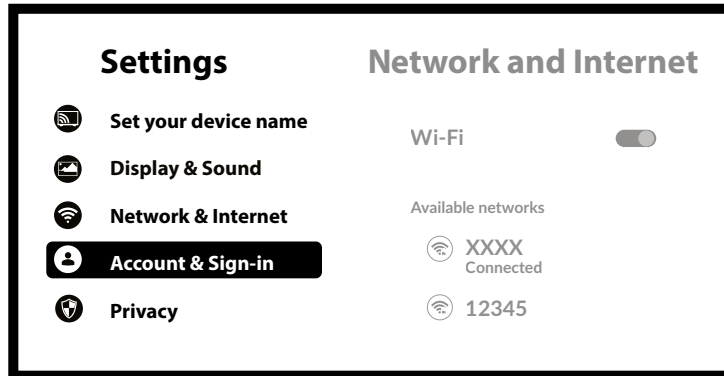 Settings
Set your device name
Display & Sound
Network & Internet
Account & Sign-in
Privacy
Network and Internet
Wi-Fi
Available networks
XXXX
Connected
12345